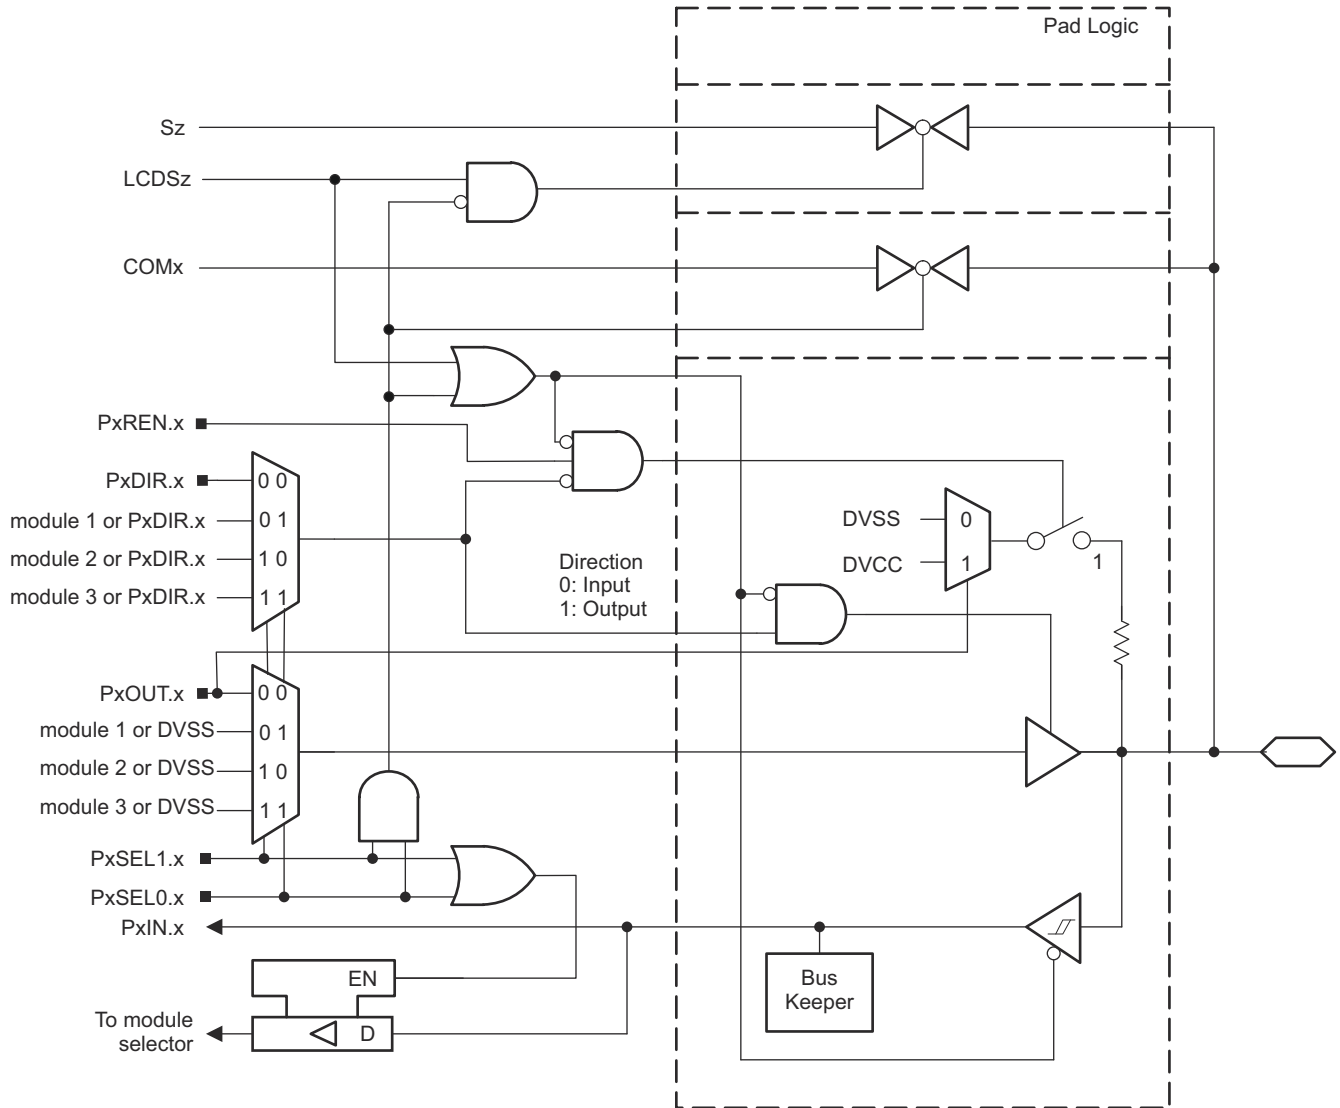 Pad Logic
Sz
LCDSz
COMx
PxREN.x
PxDIR.x
0 0
module 1 or PxDIR.x
0 1
module 2 or PxDIR.x
1 0
module 3 or PxDIR.x
1 1
Direction
0: Input
1: Output
DVSS
0
DVCC
1
1
PxOUT.x
0 0
module 1 or DVSS
0 1
module 2 or DVSS
1 0
module 3 or DVSS
1 1
PxSEL1.x
PxSEL0.x
PxIN.x
EN
D
To module
selector
Bus
Keeper